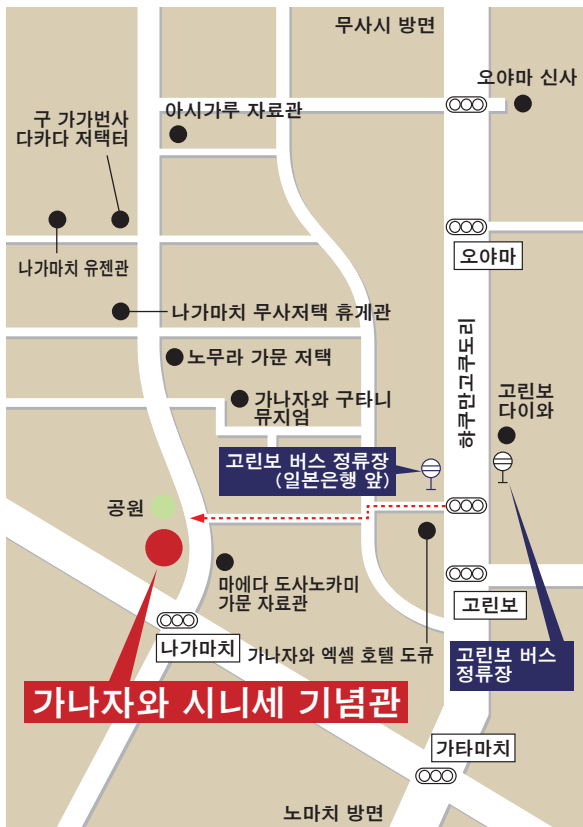 무사시 방면
오야마 신사
아시가루 자료관
구 가가번사
다카다 저택터
나가마치 유젠관
오야마
나가마치 무사저택 휴게관
햐쿠만고쿠도리
노무라 가문 저택
가나자와 구타니
뮤지엄
고린보
다이와
고린보 버스 정류장
(일본은행 앞)
공원
마에다 도사노카미
가문 자료관
고린보
나가마치
가나자와 엑셀 호텔 도큐
고린보 버스
정류장
가나자와 시니세 기념관
가타마치
노마치 방면